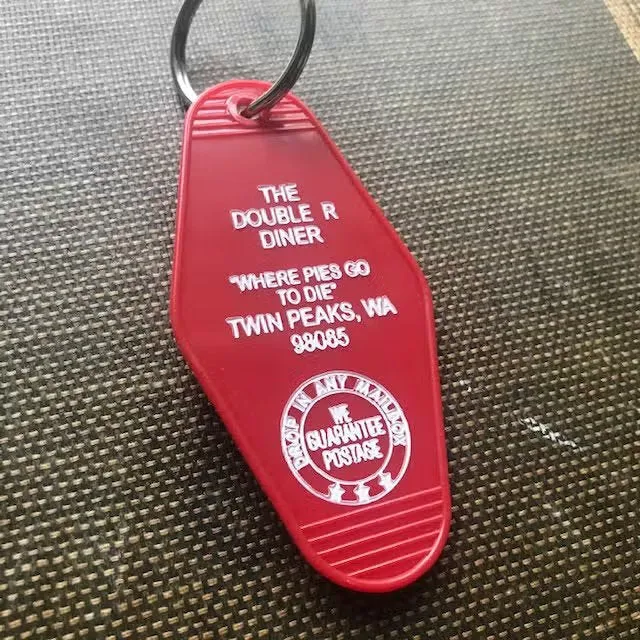 THE
DOUBLE R
DINER
"WHERE PIES GO
TO DIE"
TWIN PEAKS, WA
98065
DROP IN ANY MAILBOX
WE
GUARANTEE
POSTAGE